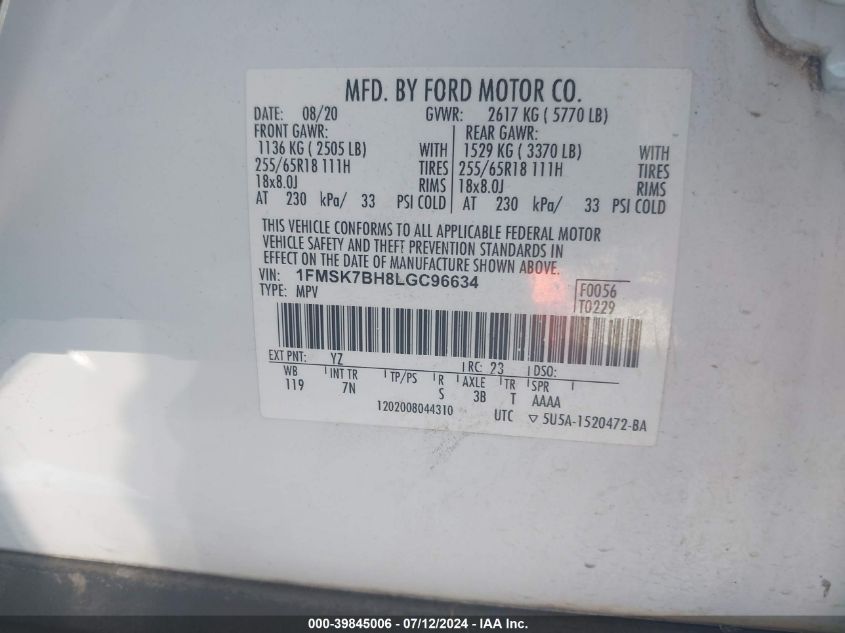 MFD. BY FORD MOTOR CO.
DATE: 08/20 GVWR: 2617 KG ( 5770 LB)
FRONT GAWR: REAR GAWR:
1136 KG ( 2505 LB) WITH 1529 KG ( 3370 LB) WITH
255/65R18 111H TIRES 255/65R18 111H TIRES
18x8.0J RIMS 18x8.0J RIMS
AT 230 kPa/ 33 PSI COLD AT 230 kPa/ 33 PSI COLD
THIS VEHICLE CONFORMS TO ALL APPLICABLE FEDERAL MOTOR
VEHICLE SAFETY AND THEFT PREVENTION STANDARDS IN
EFFECT ON THE DATE OF MANUFACTURE SHOWN ABOVE.
VIN: 1FMSK7BH8LGC96634
TYPE: MPV
F0056
T0229
EXT PNT: YZ RC: 23 DSO:
WB INT TR TP/PS R AXLE TR SPR
119 7N S 3B T AAAA
1202008044310
UTC ▽ 5U5A-1520472-BA
000-39845006 - 07/12/2024 - IAA Inc.